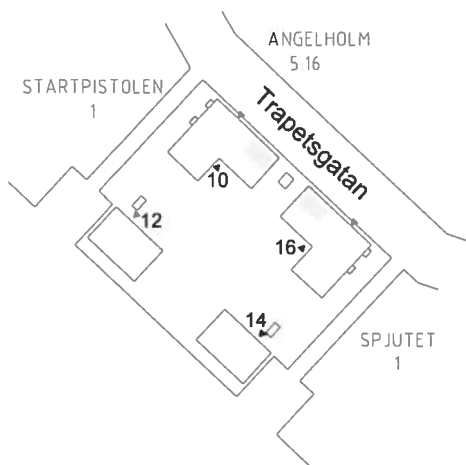 ANGELHOLM
5:16
STARTPISTOLEN
1
Trapetsgatan
10
12
16
14
SPJUTET
1